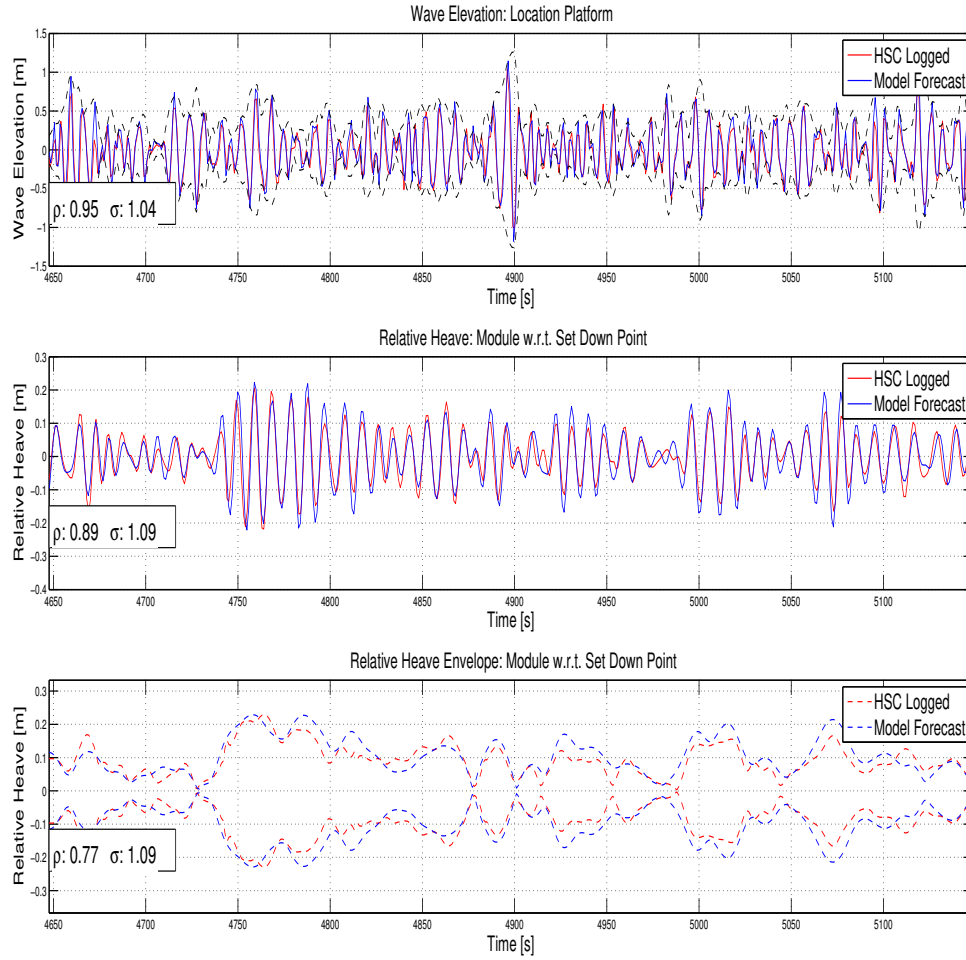 Wave Elevation: Location Platform
Wave Elevation [m]
1.5
1
0.5
0
−0.5
−1
−1.5
HSC Logged
Model Forecast
ρ: 0.95 σ: 1.04
4650 4700 4750 4800 4850 4900 4950 5000 5050 5100
Time [s]
Relative Heave: Module w.r.t. Set Down Point
Relative Heave [m]
0.3
0.2
0.1
0
−0.1
−0.2
−0.3
−0.4
HSC Logged
Model Forecast
ρ: 0.89 σ: 1.09
4650 4700 4750 4800 4850 4900 4950 5000 5050 5100
Time [s]
Relative Heave Envelope: Module w.r.t. Set Down Point
Relative Heave [m]
0.3
0.2
0.1
0
−0.1
−0.2
−0.3
HSC Logged
Model Forecast
ρ: 0.77 σ: 1.09
4650 4700 4750 4800 4850 4900 4950 5000 5050 5100
Time [s]